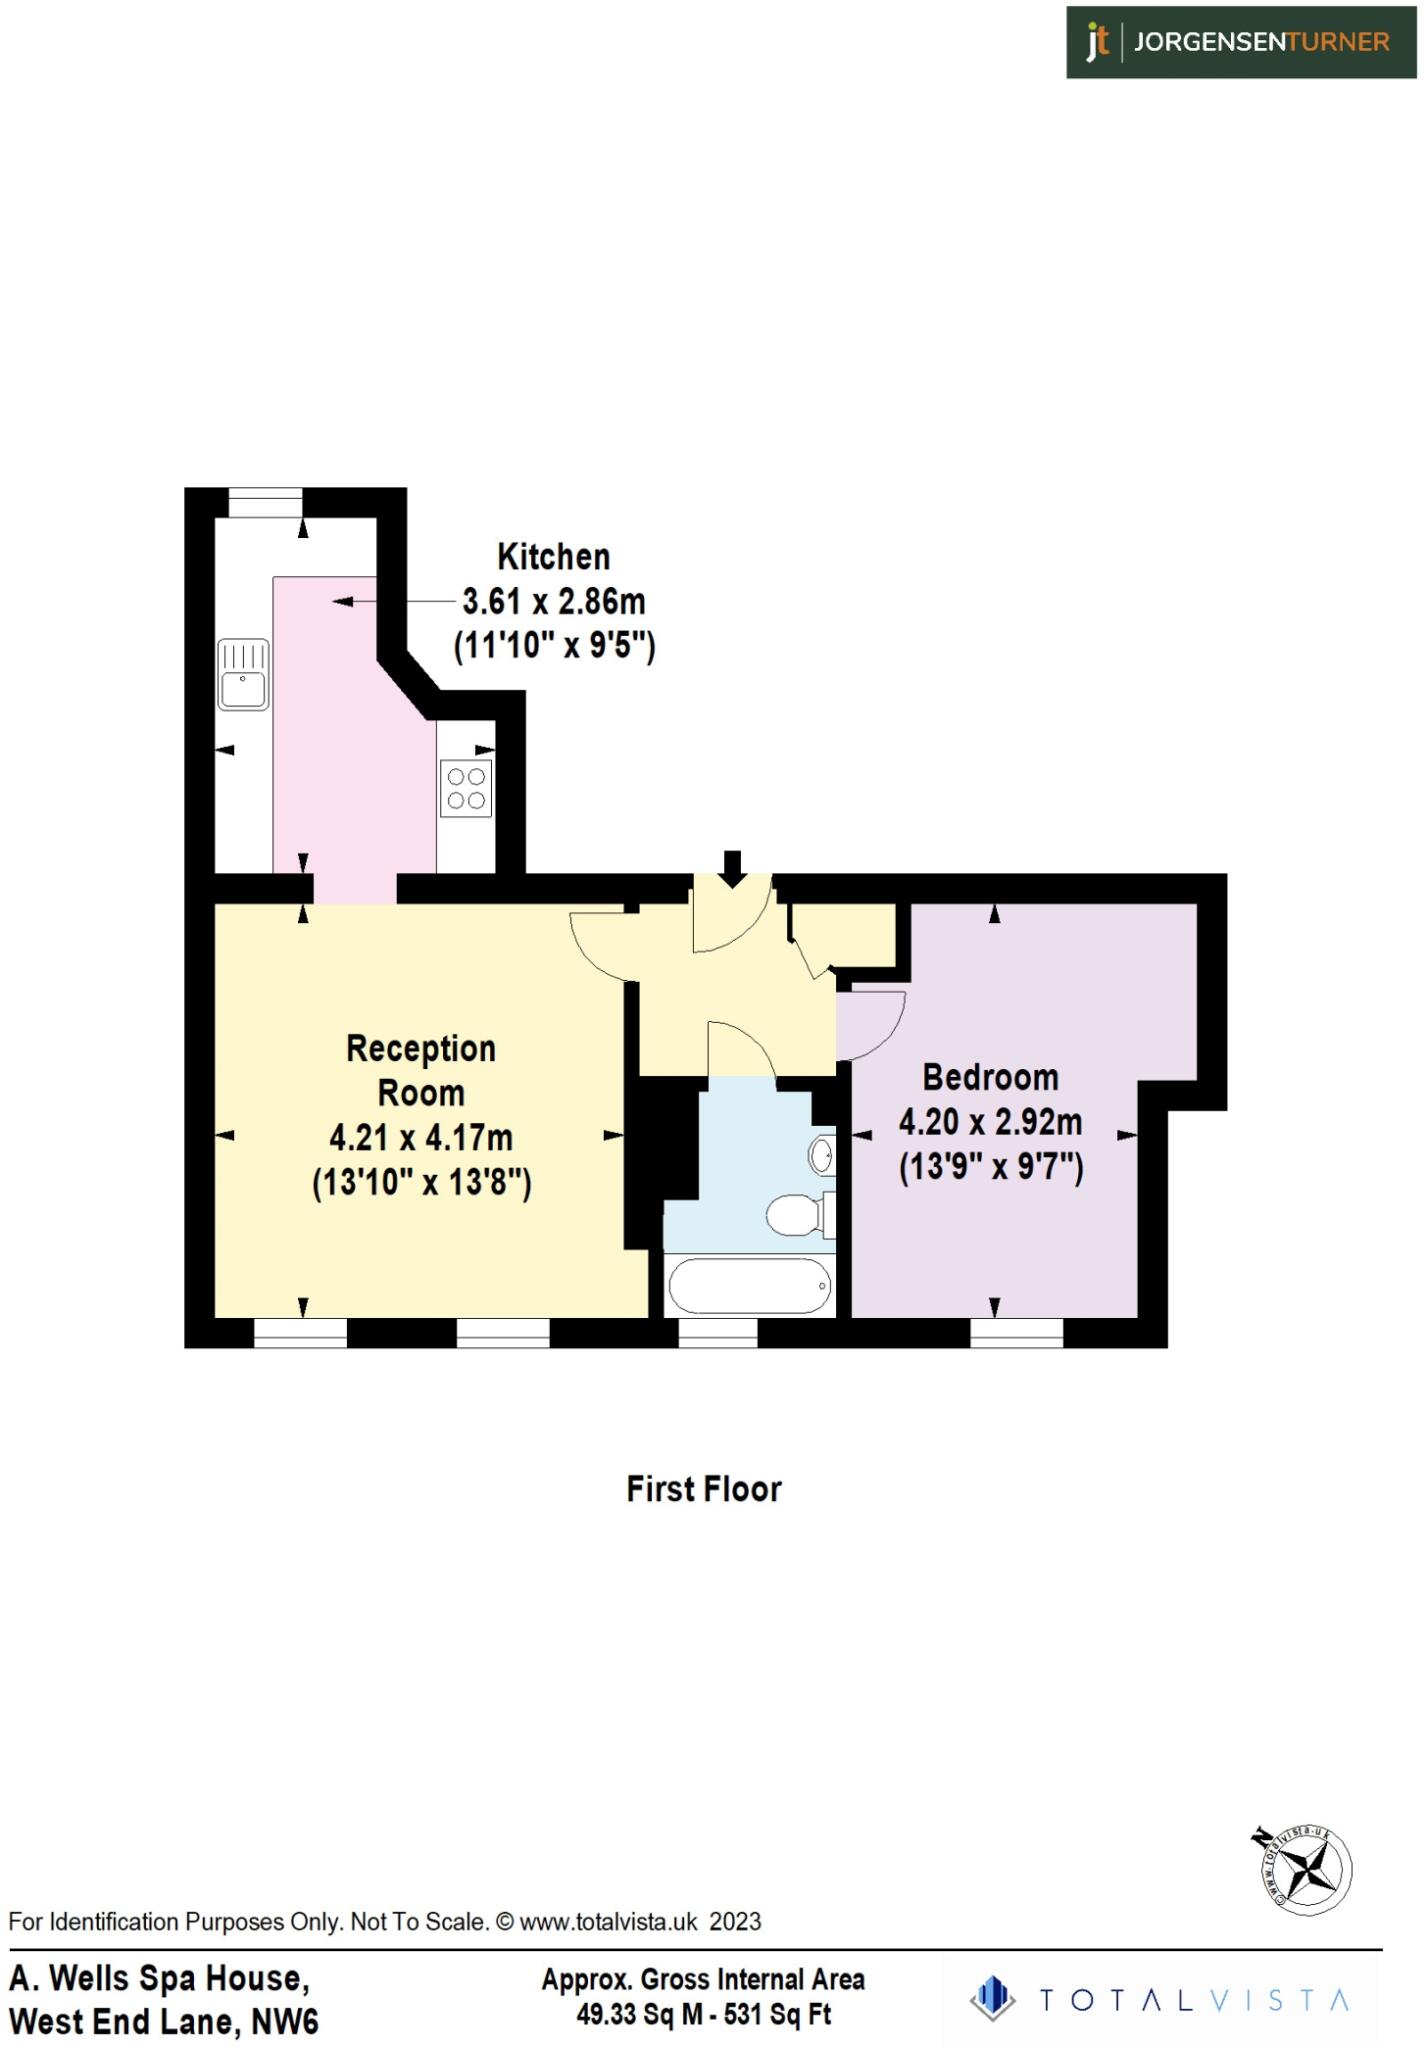 jt | JORGENSENTURNER
Kitchen
3.61 x 2.86m
(11'10" x 9'5")
Reception
Room
4.21 x 4.17m
(13'10" x 13'8")
Bedroom
4.20 x 2.92m
(13'9" x 9'7")
First Floor
N
©www.totalvista.uk
For Identification Purposes Only. Not To Scale. © www.totalvista.uk 2023
A. Wells Spa House,
West End Lane, NW6
Approx. Gross Internal Area
49.33 Sq M - 531 Sq Ft
TOTALVISTA